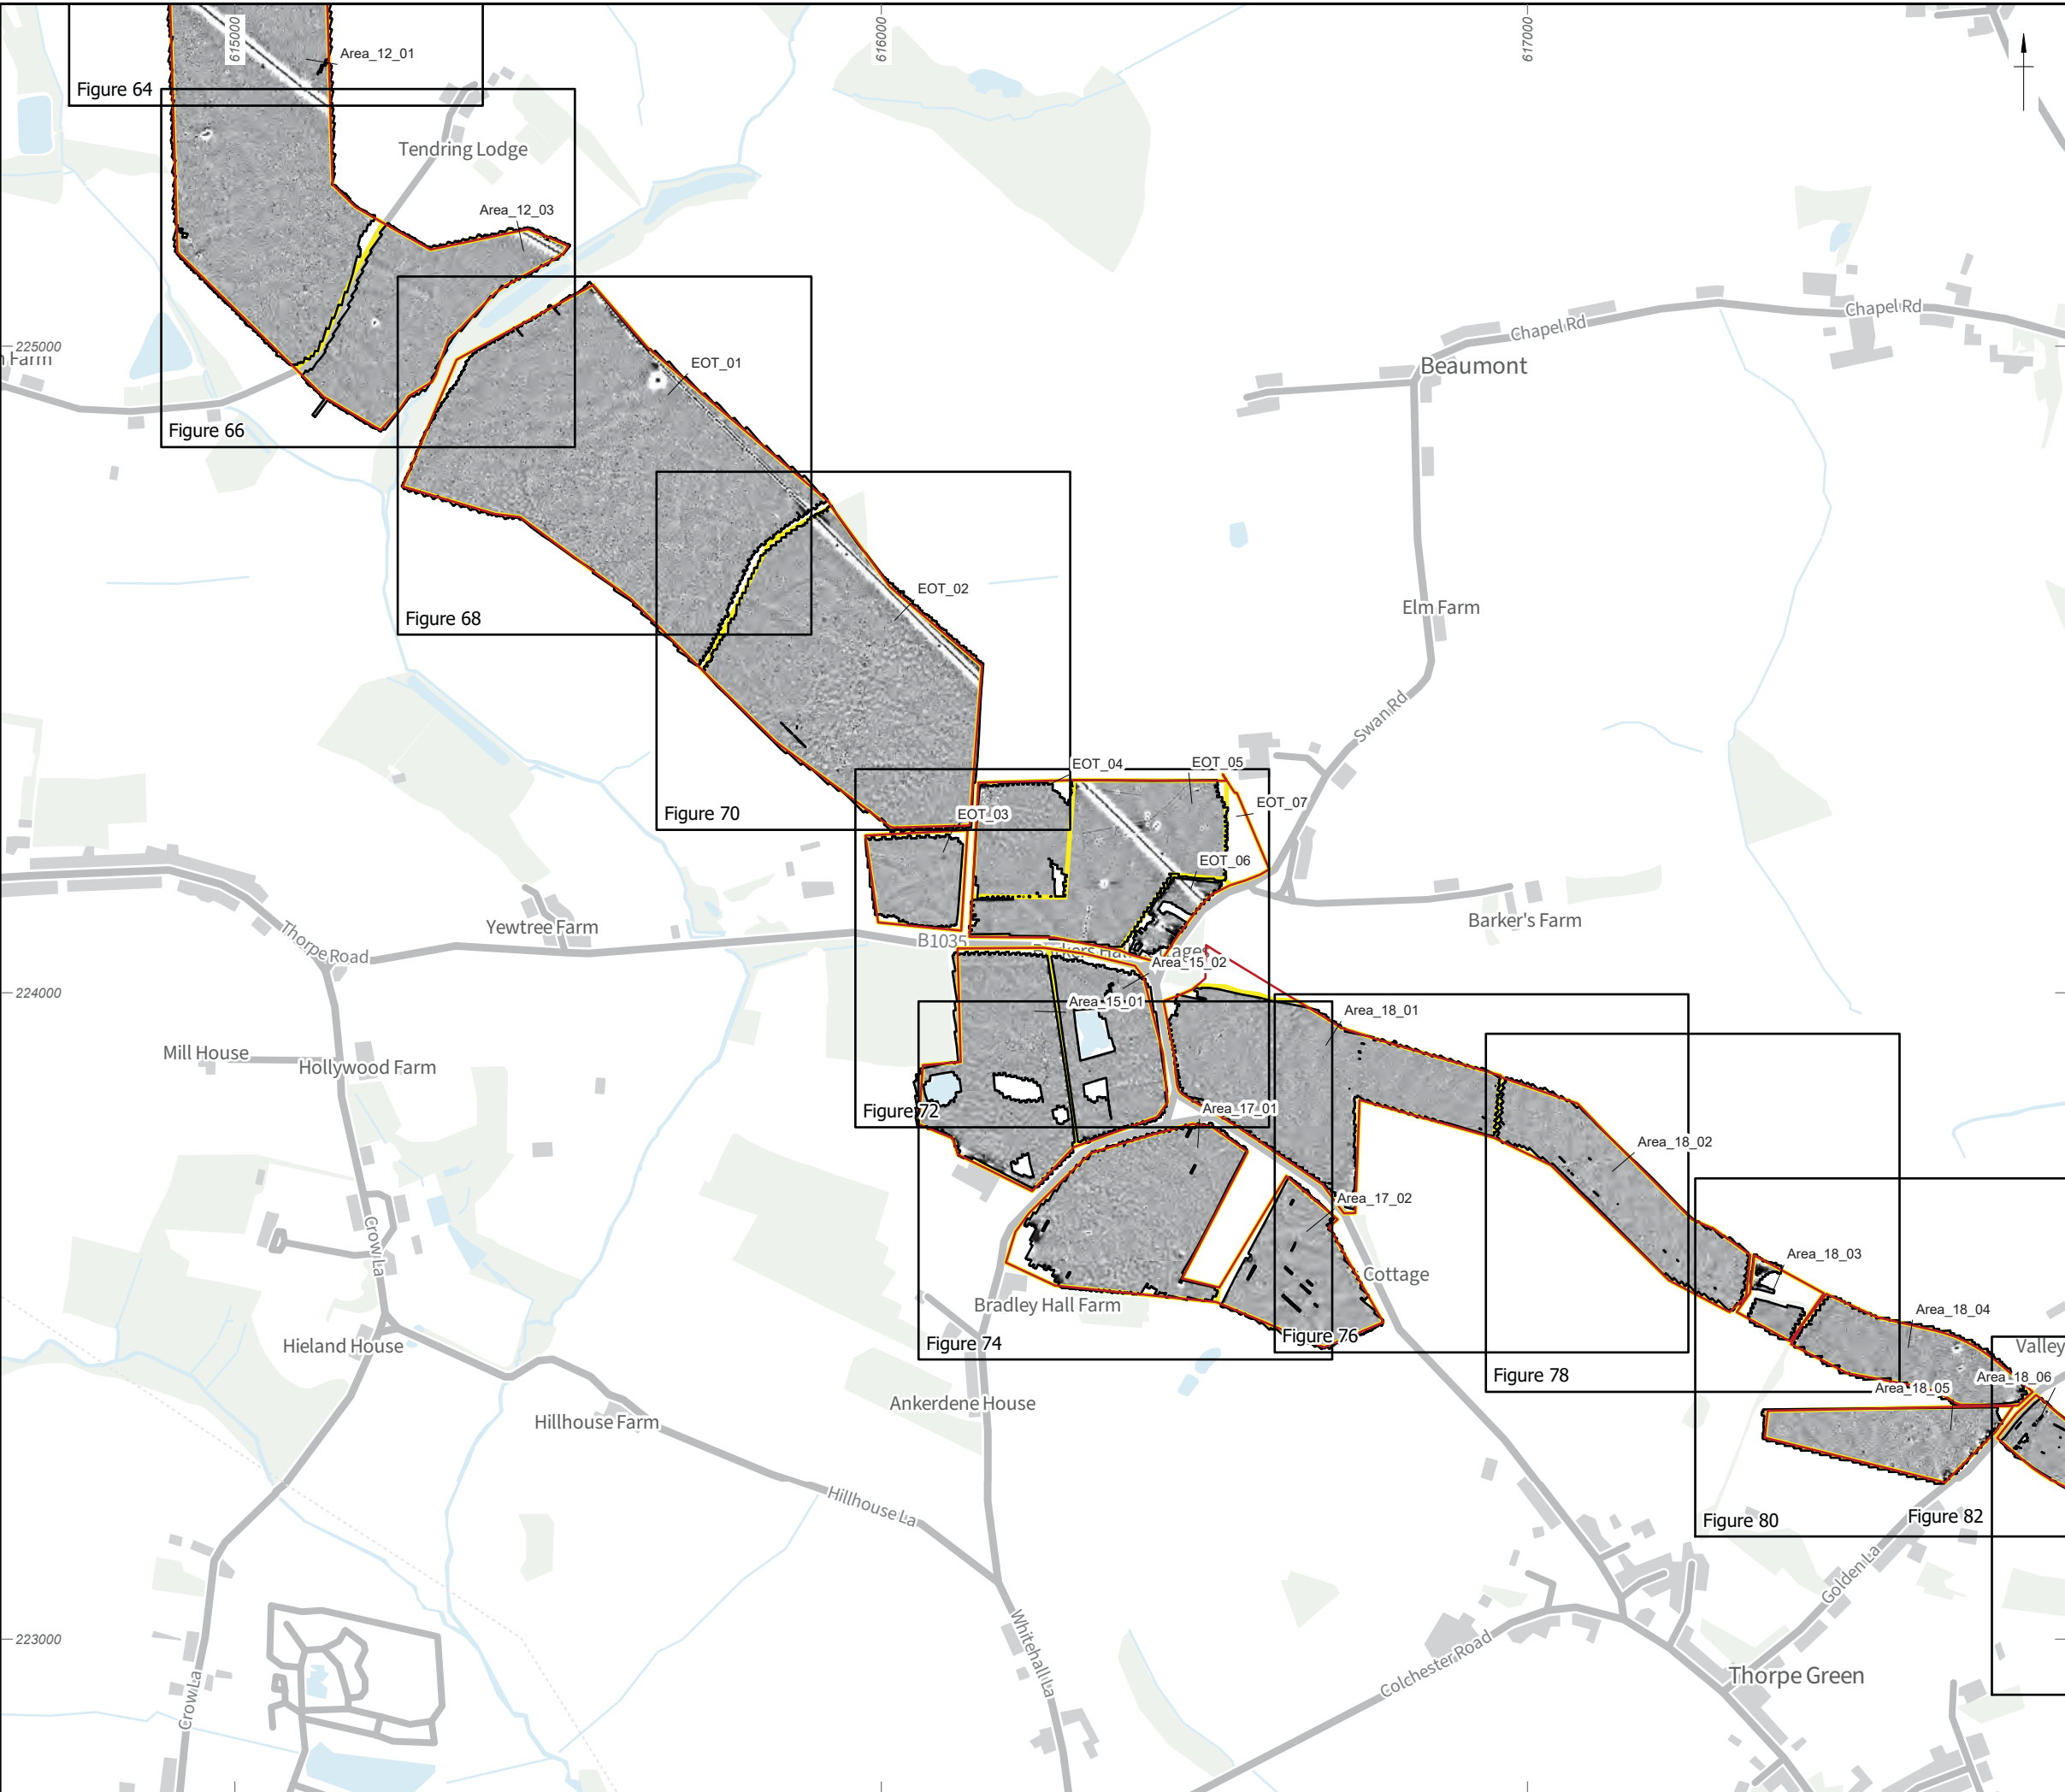 615000
616000
617000
Area_12_01
Figure 64
Tendring Lodge
Area_12_03
Chapel Rd
Chapel Rd
225000
Farm
EOT_01
Beaumont
Figure 66
EOT_02
Elm Farm
Figure 68
Swan Rd
EOT_04
EOT_05
EOT_07
Figure 70
EOT_03
EOT_06
Yewtree Farm
Barker's Farm
Thorpe Road
B1035
Area_15_02
224000
Area_15_01
Area_18_01
Mill House
Hollywood Farm
Figure 72
Area_17_01
Area_18_02
Area_17_02
Crow La
Area_18_03
Cottage
Bradley Hall Farm
Area_18_04
Hieland House
Figure 74
Figure 76
Valley
Figure 78
Area_18_05
Area_18_06
Ankerdene House
Hillhouse Farm
Hillhouse La
Figure 80
Figure 82
Golden La
223000
Whitehall La
Colchester Road
Thorpe Green
Crow La